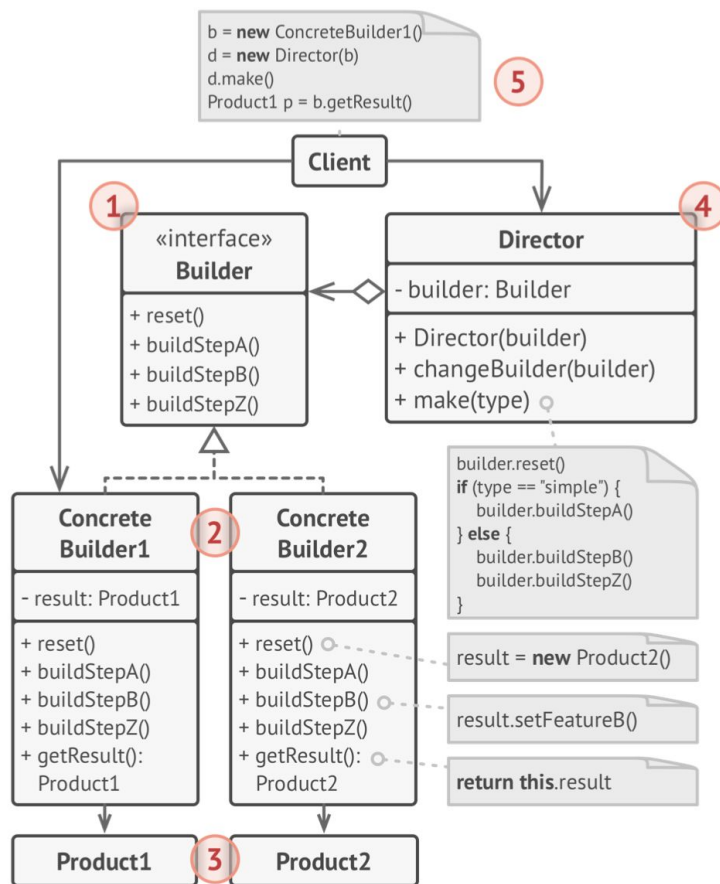 b = new ConcreteBuilder1()
d = new Director(b)
d.make()
Product1 p = b.getResult()
5
Client
1
«interface»
Builder
+ reset()
+ buildStepA()
+ buildStepB()
+ buildStepZ()
4
Director
- builder: Builder
+ Director(builder)
+ changeBuilder(builder)
+ make(type)
builder.reset()
if (type == "simple") {
builder.buildStepA()
} else {
builder.buildStepB()
builder.buildStepZ()
}
Concrete
Builder1
- result: Product1
+ reset()
+ buildStepA()
+ buildStepB()
+ buildStepZ()
+ getResult():
Product1
2
Concrete
Builder2
- result: Product2
+ reset()
+ buildStepA()
+ buildStepB()
+ buildStepZ()
+ getResult():
Product2
result = new Product2()
result.setFeatureB()
return this.result
Product1
3
Product2